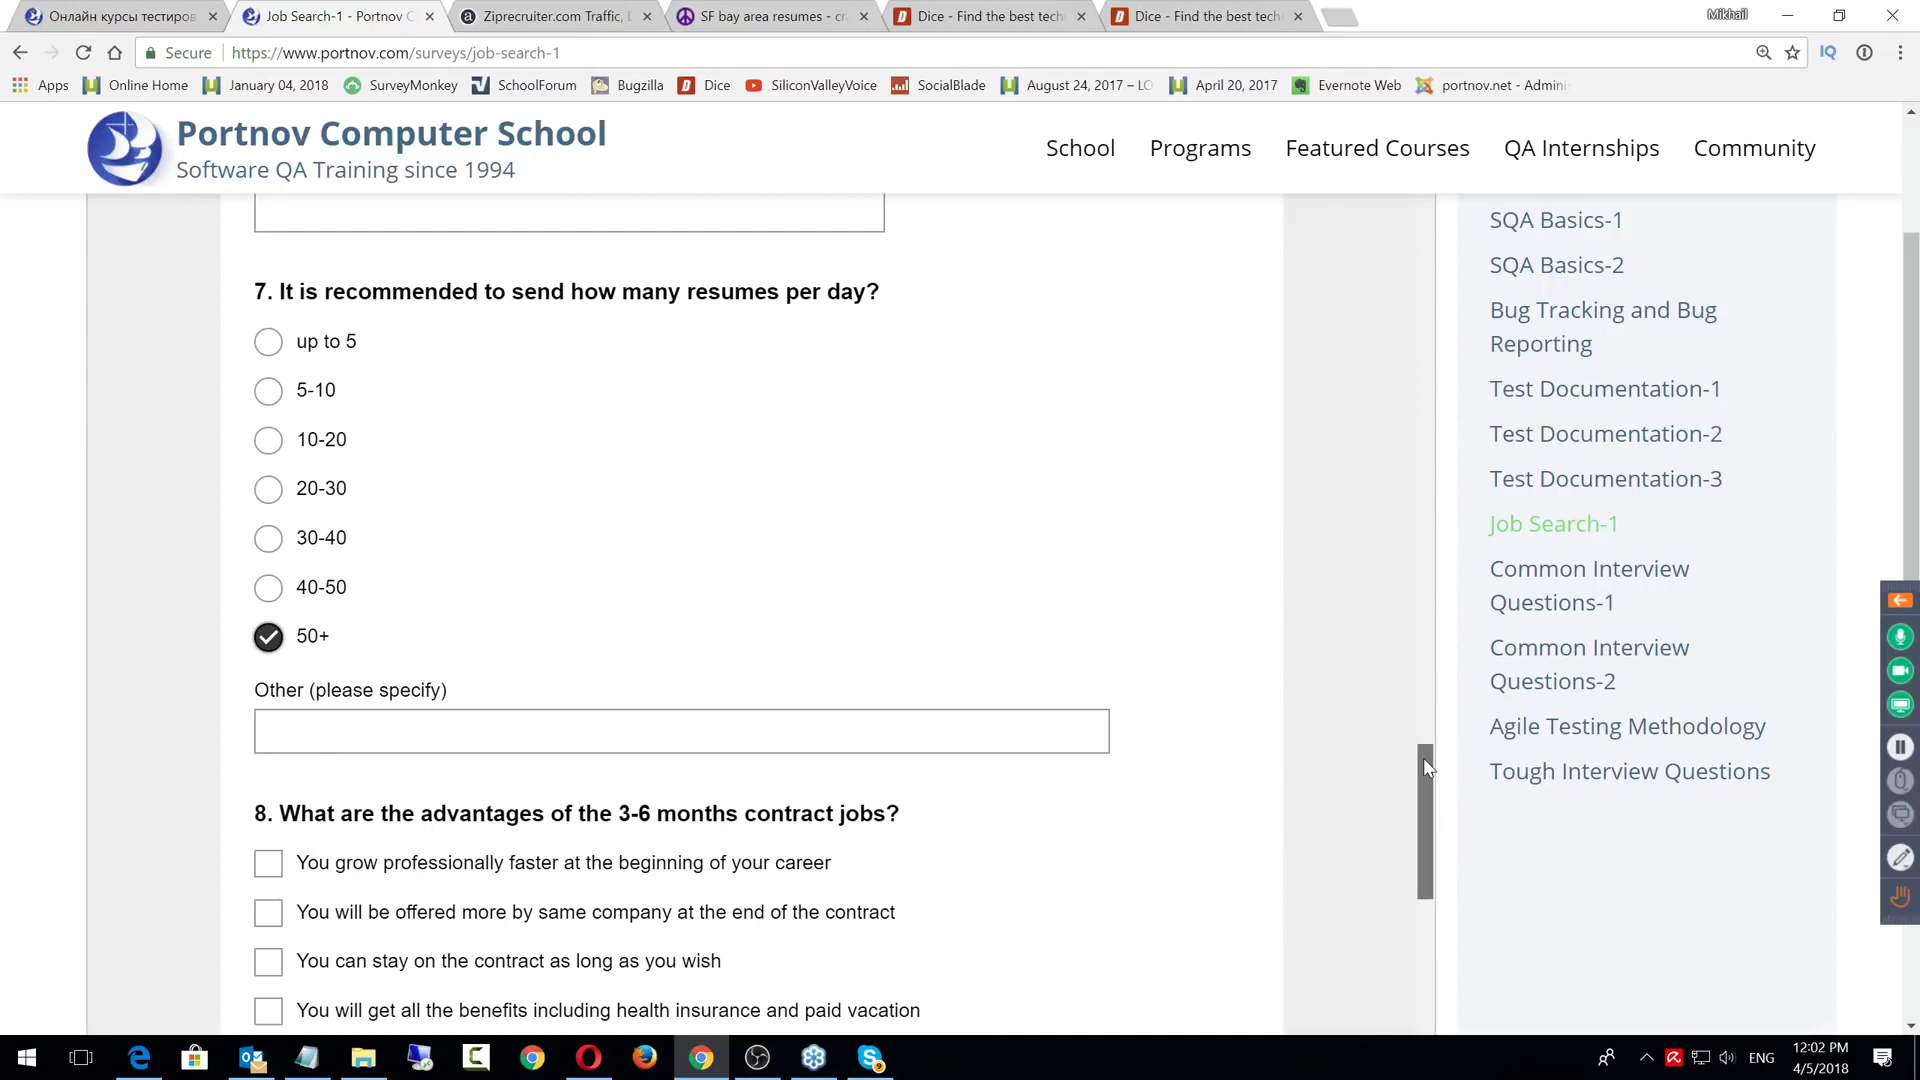 Онлайн курсы тестиров
Job Search-1 - Portnov C
Ziprecruiter.com Traffic,
SF bay area resumes - cr
Dice - Find the best tech
Dice - Find the best tech
Mikhail
Secure
https://www.portnov.com/surveys/job-search-1
Apps
Online Home
January 04, 2018
SurveyMonkey
SchoolForum
Bugzilla
Dice
SiliconValleyVoice
SocialBlade
August 24, 2017 – LO
April 20, 2017
Evernote Web
portnov.net - Admini
Portnov Computer School
Software QA Training since 1994
School
Programs
Featured Courses
QA Internships
Community
7. It is recommended to send how many resumes per day?
up to 5
5-10
10-20
20-30
30-40
40-50
50+
Other (please specify)
8. What are the advantages of the 3-6 months contract jobs?
You grow professionally faster at the beginning of your career
You will be offered more by same company at the end of the contract
You can stay on the contract as long as you wish
You will get all the benefits including health insurance and paid vacation
SQA Basics-1
SQA Basics-2
Bug Tracking and Bug
Reporting
Test Documentation-1
Test Documentation-2
Test Documentation-3
Job Search-1
Common Interview
Questions-1
Common Interview
Questions-2
Agile Testing Methodology
Tough Interview Questions
ENG
12:02 PM
4/5/2018